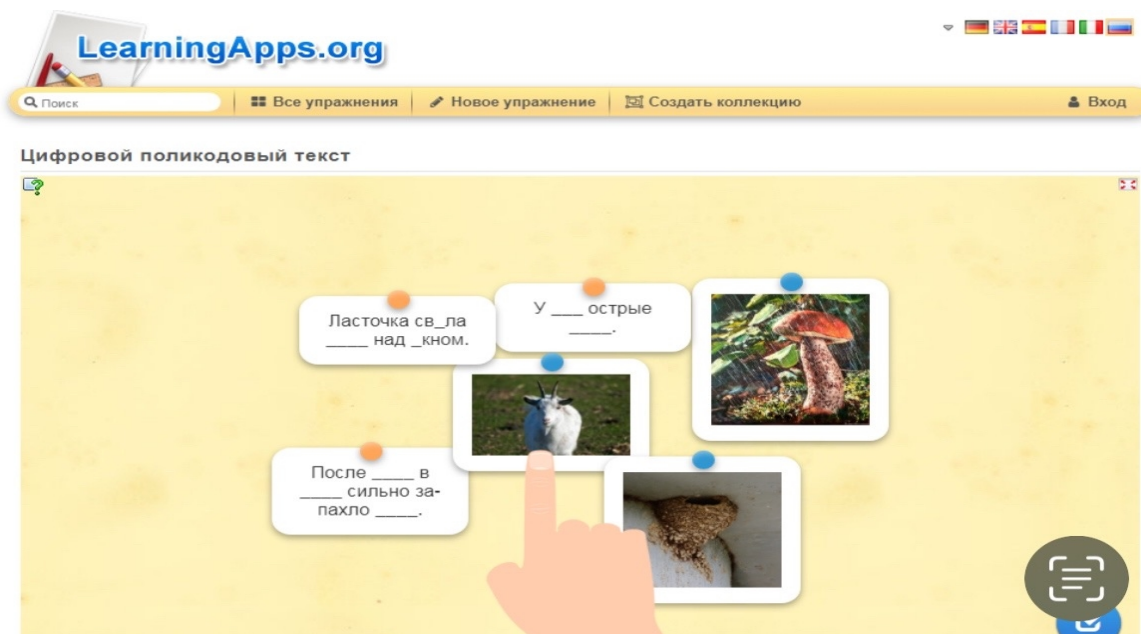 LearningApps.org
Поиск
Все упражнения
Новое упражнение
Создать коллекцию
Вход
Цифровой поликодовый текст
Ласточка св_ла
____ над _кном.
У ___ острые
____.
После ____ в
____ сильно за-
пахло ____.